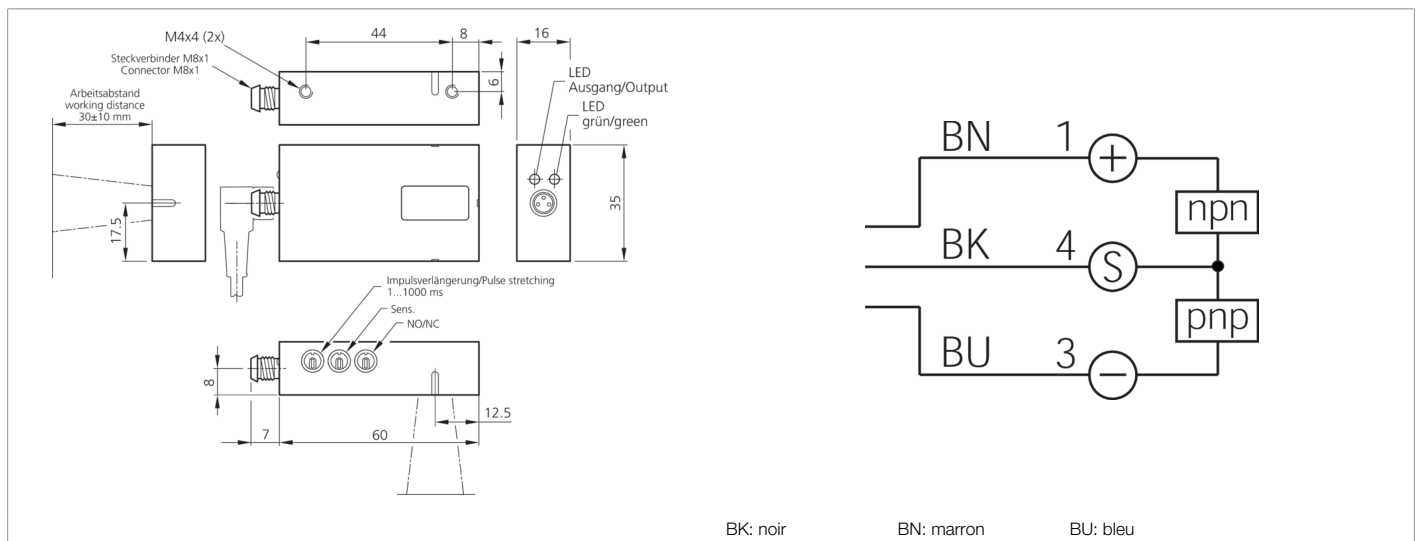 M4x4 (2x)
44
8
16
Steckverbinder M8x1
Connector M8x1
6
LED
Ausgang/Output
LED
grün/green
Arbeitsabstand
working distance
30±10 mm
17.5
35
Impulsverlängerung/Pulse stretching
1...1000 ms
Sens.
NO/NC
8
12.5
7
60
BN
1
+
npn
BK
4
S
pnp
BU
3
−
BK: noir
BN: marron
BU: bleu